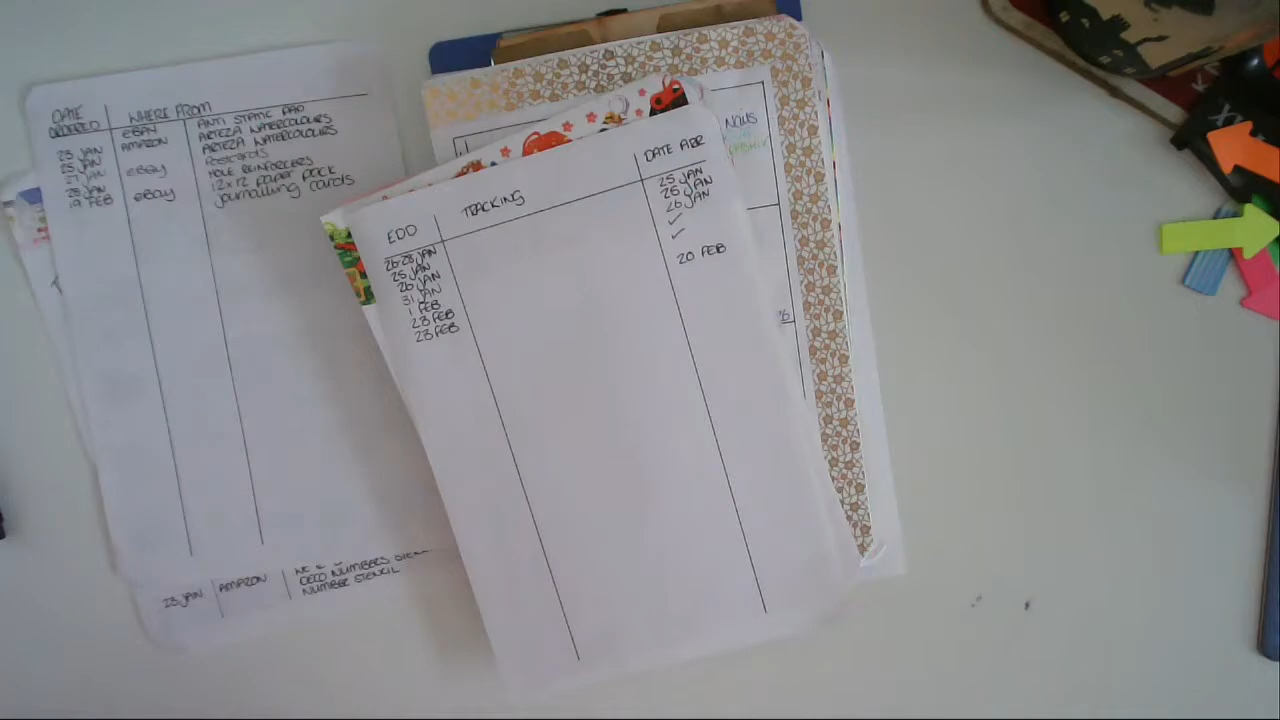 DATE ORDERED | WHERE FROM
EBAY | ANTI STATIC PAD
25 JAN | AMAZON | ARTEZA WATERCOLOURS
25 JAN | ARTEZA WATERCOLOURS
27 JAN | EBAY | Postcards
28 JAN | HOLE REINFORCERS
19 FEB | EBAY | 12x12 PAPER PACK
Journalling cards
DECO NUMBERS
23 JAN | AMAZON | NUMBER STENCIL
EDD | TRACKING | DATE ARR
26-28 JAN | 25 JAN
25 JAN | 26 JAN
26 JAN | 26 JAN
31 JAN | ✓
1 FEB | ✓
23 FEB | 20 FEB
23 FEB